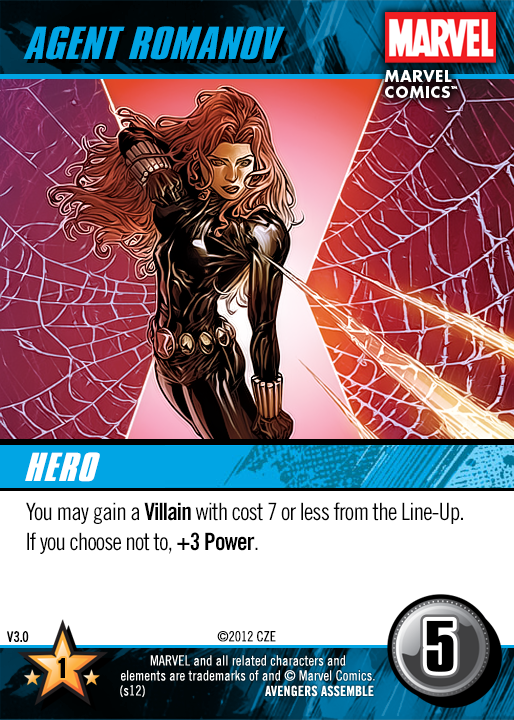 AGENT ROMANOV
MARVEL
MARVEL
COMICS™
HERO
You may gain a Villain with cost 7 or less from the Line-Up.
If you choose not to, +3 Power.
V3.0
©2012 CZE
5
1
MARVEL and all related characters and
elements are trademarks of and © Marvel Comics.
(s12)
AVENGERS ASSEMBLE